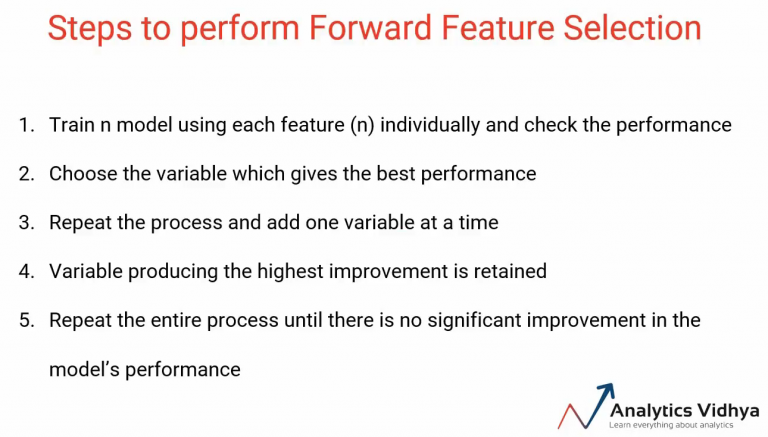 Steps to perform Forward Feature Selection
1. Train n model using each feature (n) individually and check the performance
2. Choose the variable which gives the best performance
3. Repeat the process and add one variable at a time
4. Variable producing the highest improvement is retained
5. Repeat the entire process until there is no significant improvement in the
model's performance
Analytics Vidhya
Learn everything about analytics